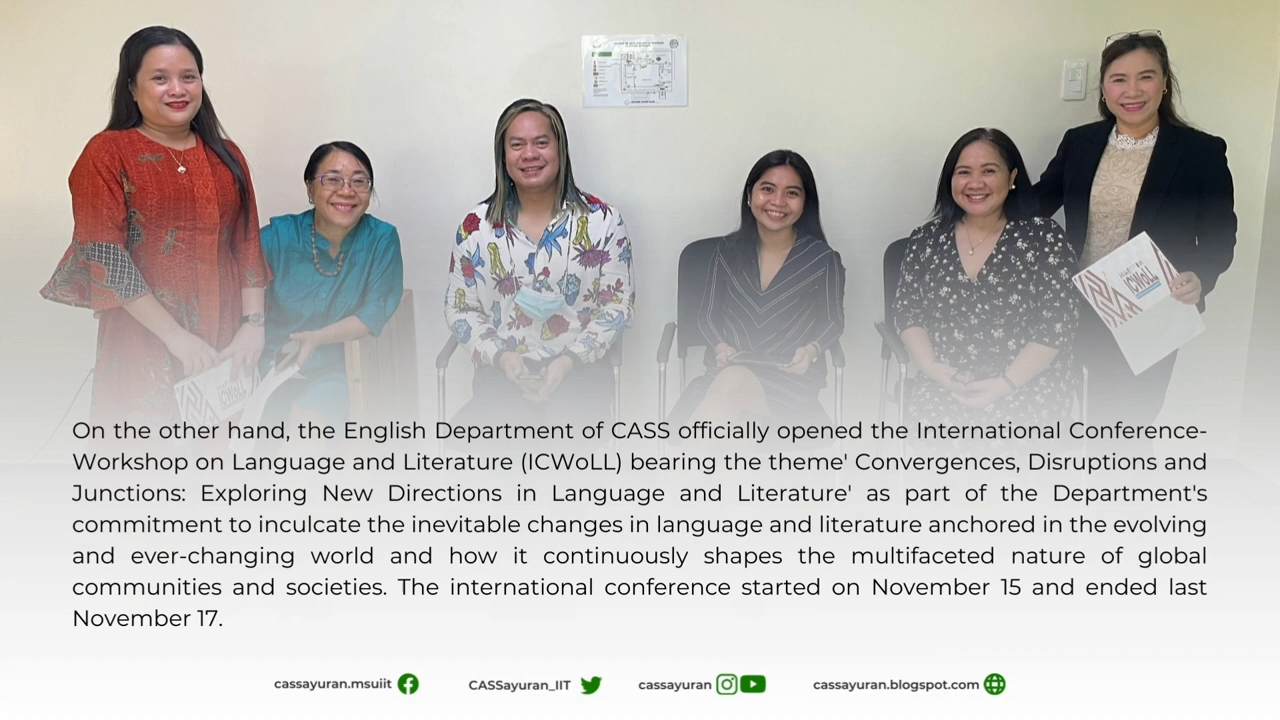 ICWoLL
ICWoLL
On the other hand, the English Department of CASS officially opened the International Conference-
Workshop on Language and Literature (ICWoLL) bearing the theme' Convergences, Disruptions and
Junctions: Exploring New Directions in Language and Literature' as part of the Department's
commitment to inculcate the inevitable changes in language and literature anchored in the evolving
and ever-changing world and how it continuously shapes the multifaceted nature of global
communities and societies. The international conference started on November 15 and ended last
November 17.
cassayuran.msuiit CASSayuran_IIT cassayuran cassayuran.blogspot.com